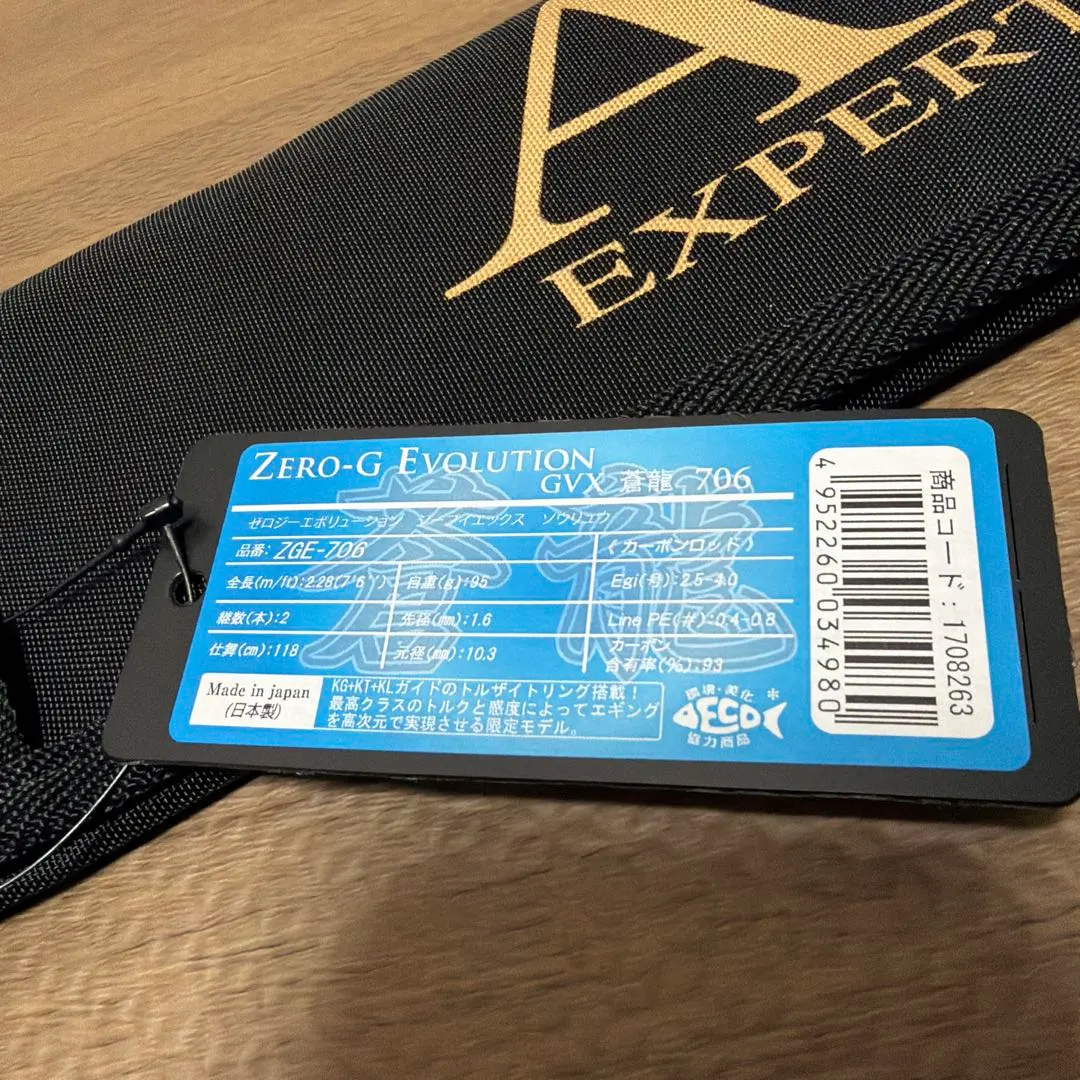 EXPERT
ZERO-G EVOLUTION
GVX 蒼龍 706
蒼龍
ゼロジーエボリューション ジーブイエックス ソウリュウ
品番: ZGE-706
《カーボンロッド》
全長(m/ft):2.28(7'6")
自重(g):95
Egi(号):2.5-4.0
継数(本):2
先径(mm):1.6
Line PE(#):0.4-0.8
仕舞(cm):118
元径(mm):10.3
カーボン
含有率(%):93
Made in japan
(日本製)
KG+KT+KLガイドのトルザイトリング搭載!
最高クラスのトルクと感度によってエギング
を高次元で実現させる限定モデル。
環境・美化
ECO
協力商品
*
4952260034980
商品コード:1708263